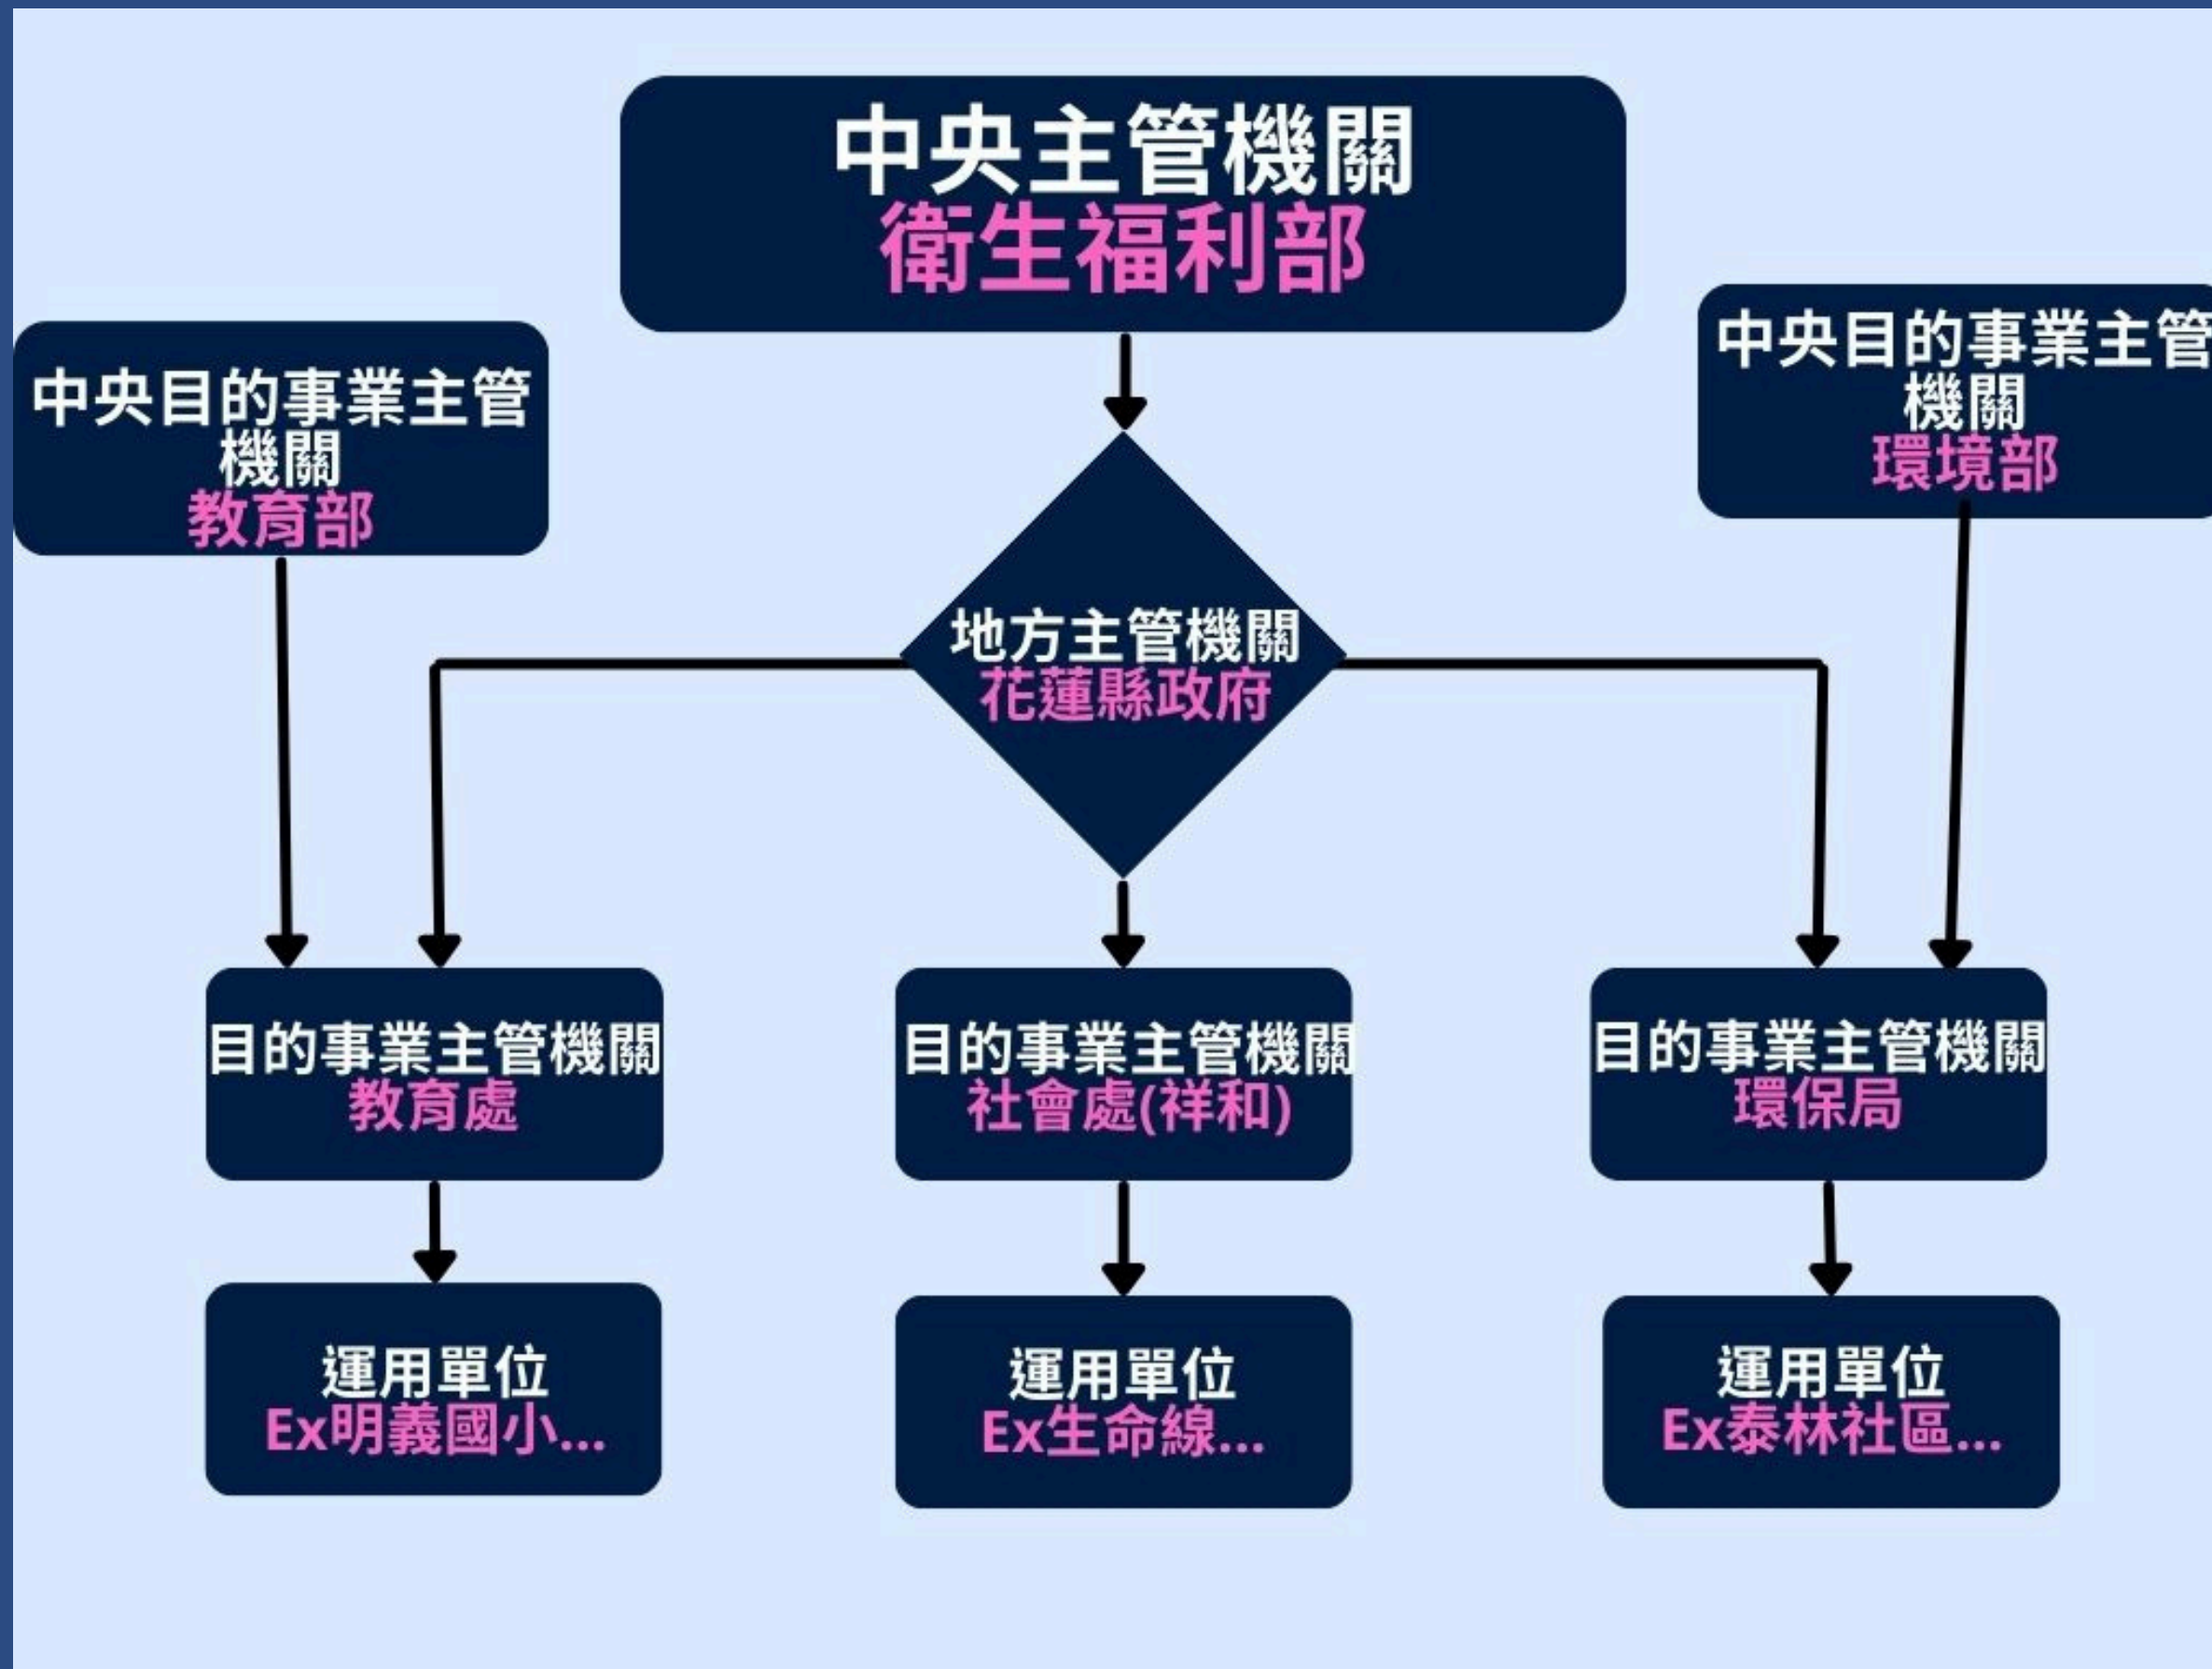 中央主管機關
衛生福利部
中央目的事業主管
機關
教育部
中央目的事業主管
機關
環境部
地方主管機關
花蓮縣政府
目的事業主管機關
教育處
目的事業主管機關
社會處(祥和)
目的事業主管機關
環保局
運用單位
Ex明義國小...
運用單位
Ex生命線...
運用單位
Ex泰林社區...